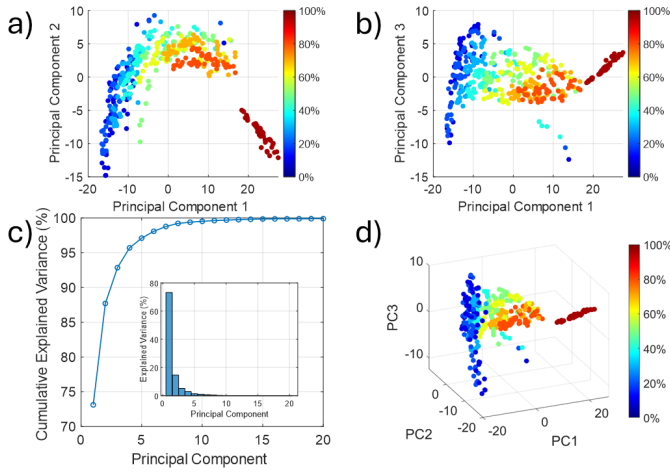 a)
Principal Component 2
10
5
0
-5
-10
-15
-20 -10 0 10 20
Principal Component 1
100%
80%
60%
40%
20%
0%
b)
Principal Component 3
10
5
0
-5
-10
-15
-20 -10 0 10 20
Principal Component 1
100%
80%
60%
40%
20%
0%
c)
Cumulative Explained Variance (%)
100
95
90
85
80
75
70
0 5 10 15 20
Principal Component
Explained Variance (%)
80
60
40
20
0
0 5 10 15 20
Principal Component
d)
PC3
10
0
-10
PC2
0
-10
-20
-20 0 20
PC1
100%
80%
60%
40%
20%
0%